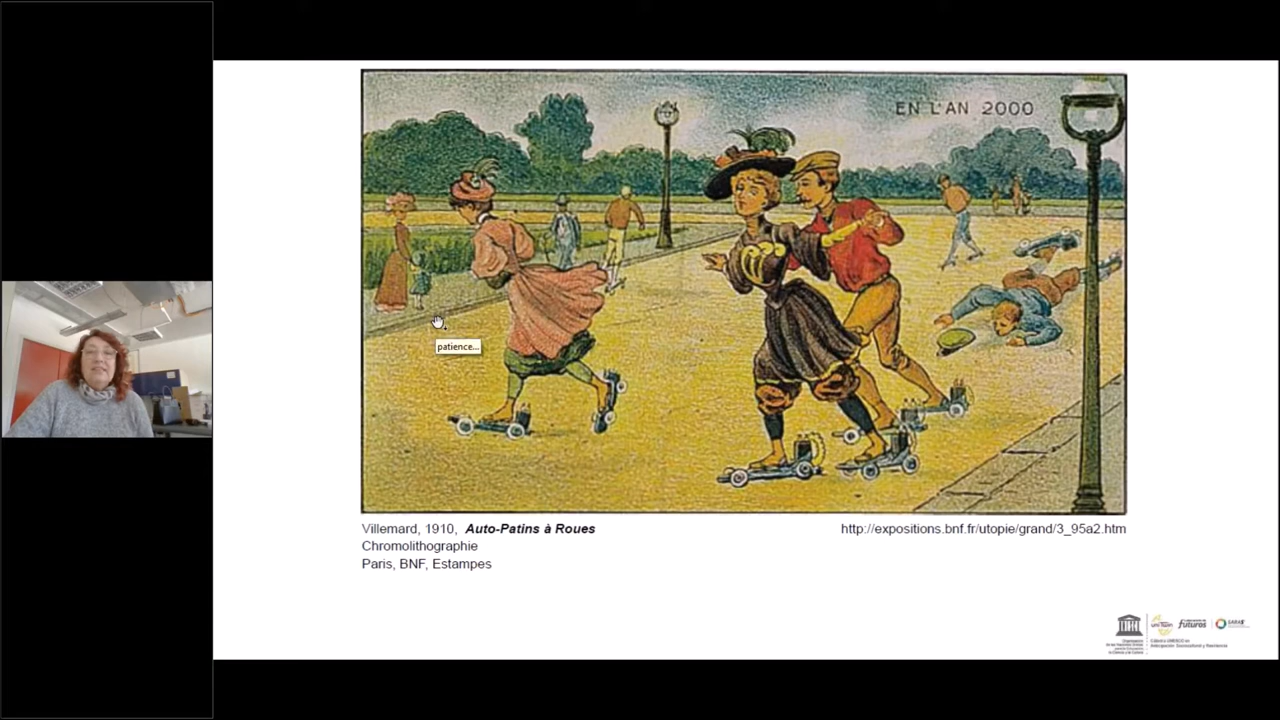 EN L'AN 2000
patience...
Villemard, 1910, Auto-Patins à Roues
http://expositions.bnf.fr/utopie/grand/3_95a2.htm
Chromolithographie
Paris, BNF, Estampes
futuros